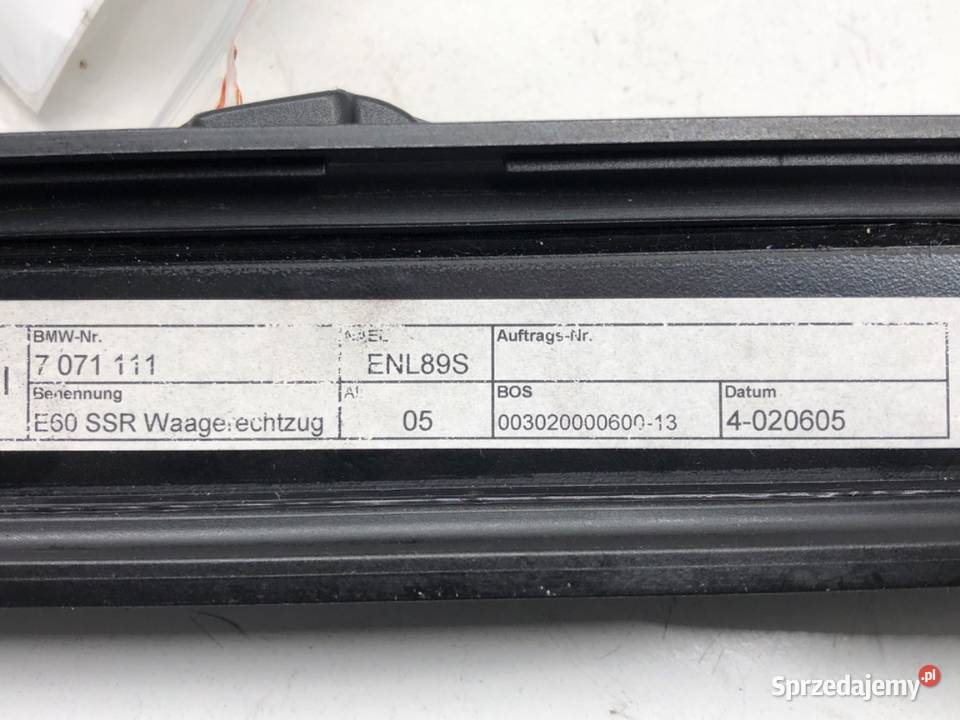 BMW-Nr.
7 071 111
ENL89S
Auftrags-Nr.
Benennung
E60 SSR Waagerechtzug
AI
05
BOS
003020000600-13
Datum
4-020605
Sprzedajemy.pl